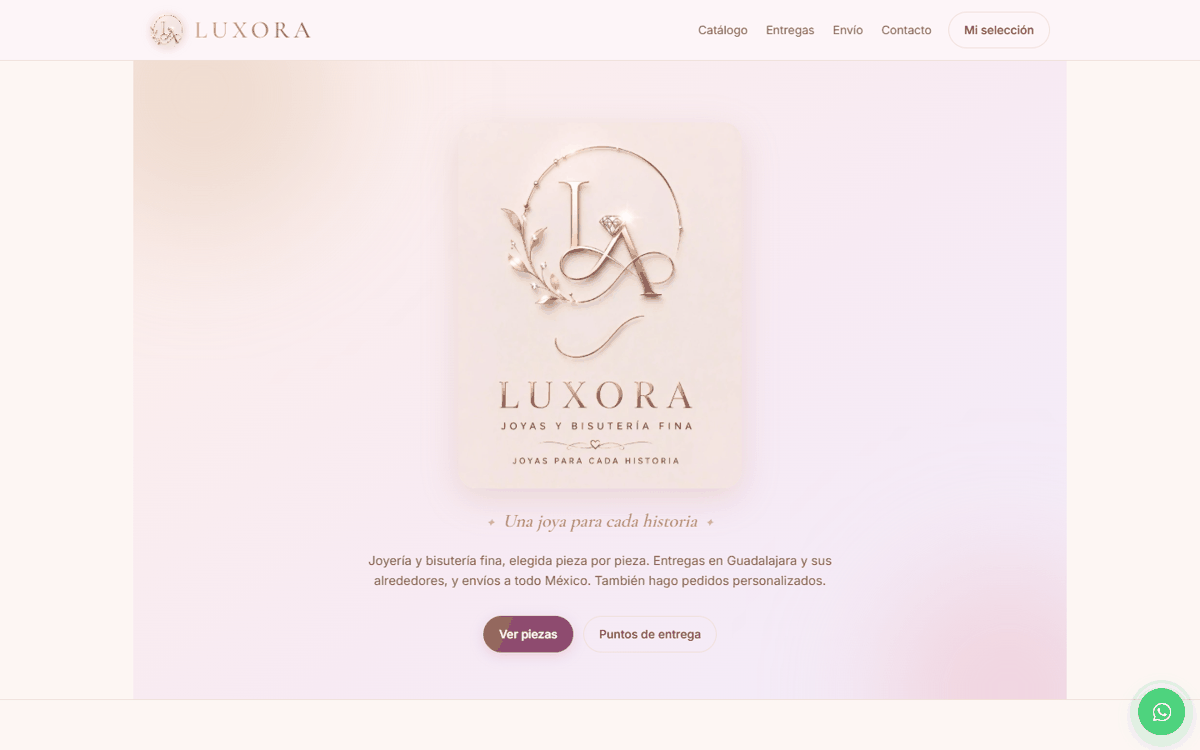 LUXORA
Catálogo
Entregas
Envío
Contacto
Mi selección
LA
LUXORA
JOYAS Y BISUTERÍA FINA
JOYAS PARA CADA HISTORIA
Una joya para cada historia
Joyería y bisutería fina, elegida pieza por pieza. Entregas en Guadalajara y sus
alrededores, y envíos a todo México. También hago pedidos personalizados.
Ver piezas
Puntos de entrega